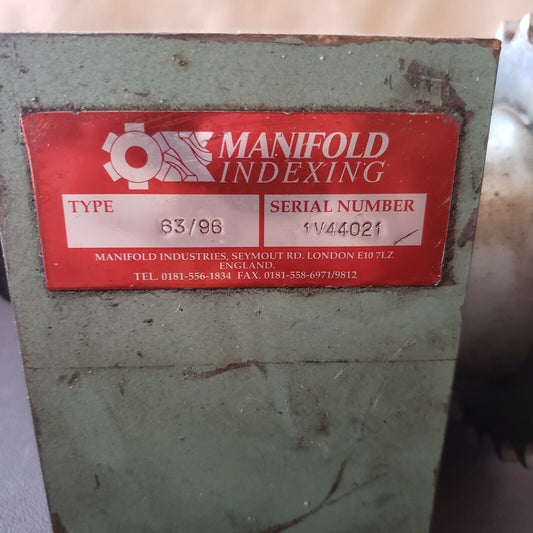 MANIFOLD
INDEXING
TYPE
63/96
SERIAL NUMBER
1V44021
MANIFOLD INDUSTRIES, SEYMOUT RD. LONDON E10 7LZ
ENGLAND.
TEL. 0181-556-1834 FAX. 0181-558-6971/9812